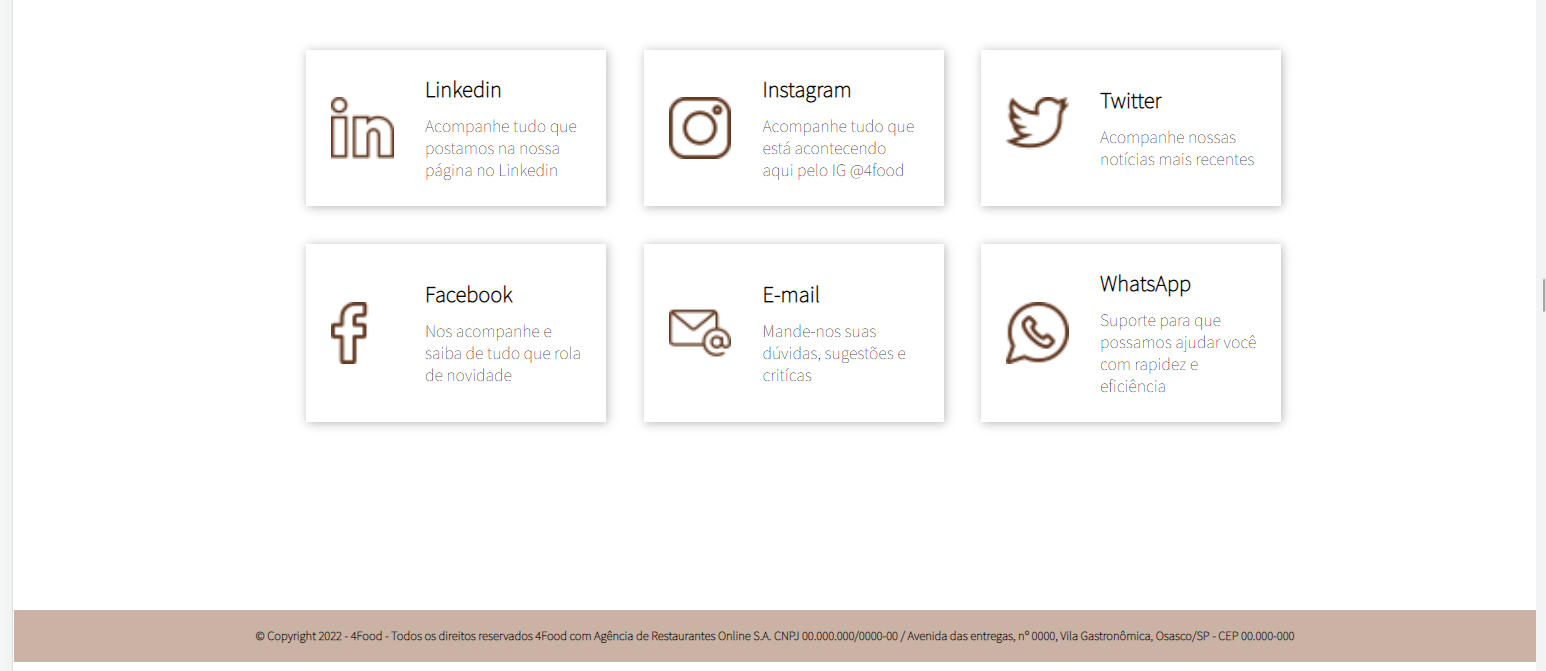 Linkedin
Acompanhe tudo que
postamos na nossa
página no Linkedin
Instagram
Acompanhe tudo que
está acontecendo
aqui pelo IG @4food
Twitter
Acompanhe nossas
notícias mais recentes
Facebook
Nos acompanhe e
saiba de tudo que rola
de novidade
E-mail
Mande-nos suas
dúvidas, sugestões e
critícas
WhatsApp
Suporte para que
possamos ajudar você
com rapidez e
eficiência
© Copyright 2022 - 4Food - Todos os direitos reservados 4Food com Agência de Restaurantes Online S.A. CNPJ 00.000.000/0000-00 / Avenida das entregas, nº 0000, Vila Gastronômica, Osasco/SP - CEP 00.000-000